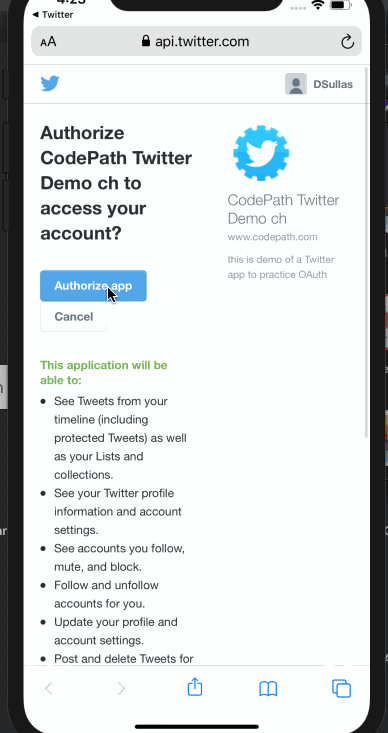 4:23
Twitter
AA
api.twitter.com
DSullas
Authorize
CodePath Twitter
Demo ch to
access your
account?
CodePath Twitter
Demo ch
www.codepath.com
this is demo of a Twitter
app to practice OAuth
Authorize app
Cancel
This application will be
able to:
See Tweets from your
timeline (including
protected Tweets) as well
as your Lists and
collections.
See your Twitter profile
information and account
settings.
See accounts you follow,
mute, and block.
Follow and unfollow
accounts for you.
Update your profile and
account settings.
Post and delete Tweets for